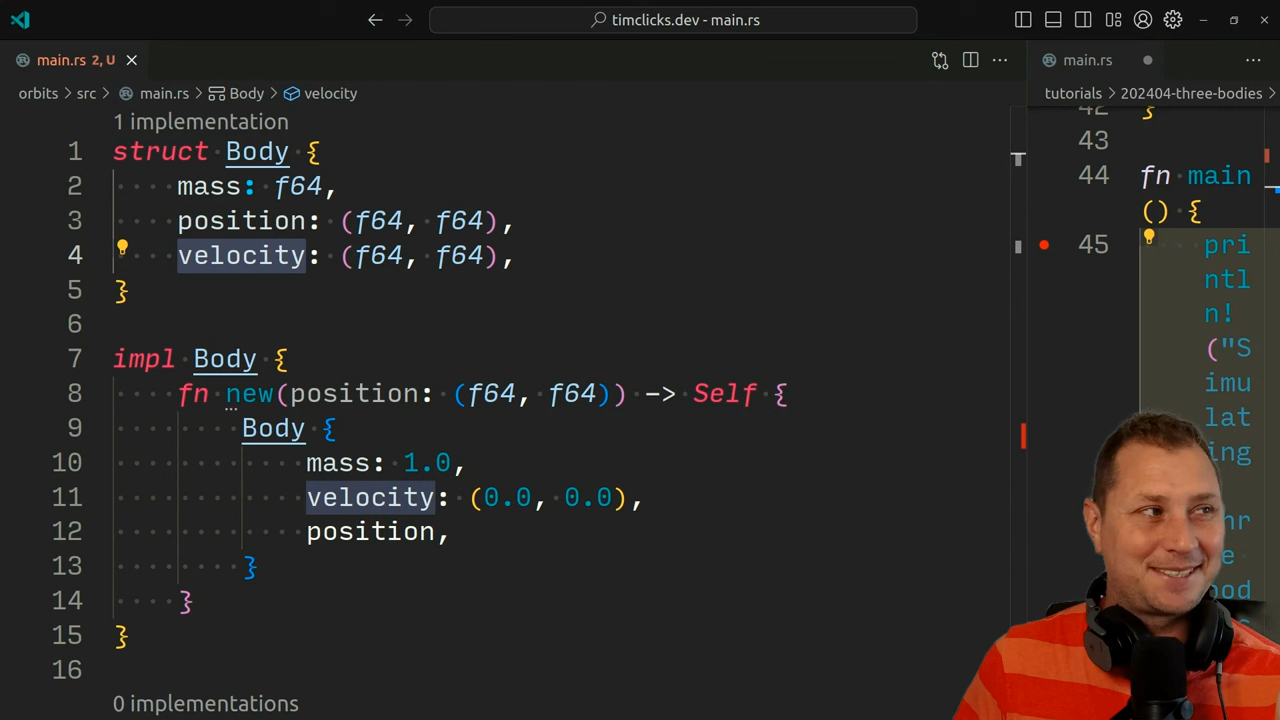 timclicks.dev - main.rs
main.rs 2, U
main.rs
orbits > src > main.rs > Body > velocity
tutorials > 202404-three-bodies >
1 implementation
1 struct Body {
2 mass: f64,
3 position: (f64, f64),
4 velocity: (f64, f64),
5 }
6
7 impl Body {
8 fn new(position: (f64, f64)) -> Self {
9 Body {
10 mass: 1.0,
11 velocity: (0.0, 0.0),
12 position,
13 }
14 }
15 }
16
0 implementations
42 }
43
44 fn main
() {
45 pri
ntl
n!
("S
imu
lat
ing